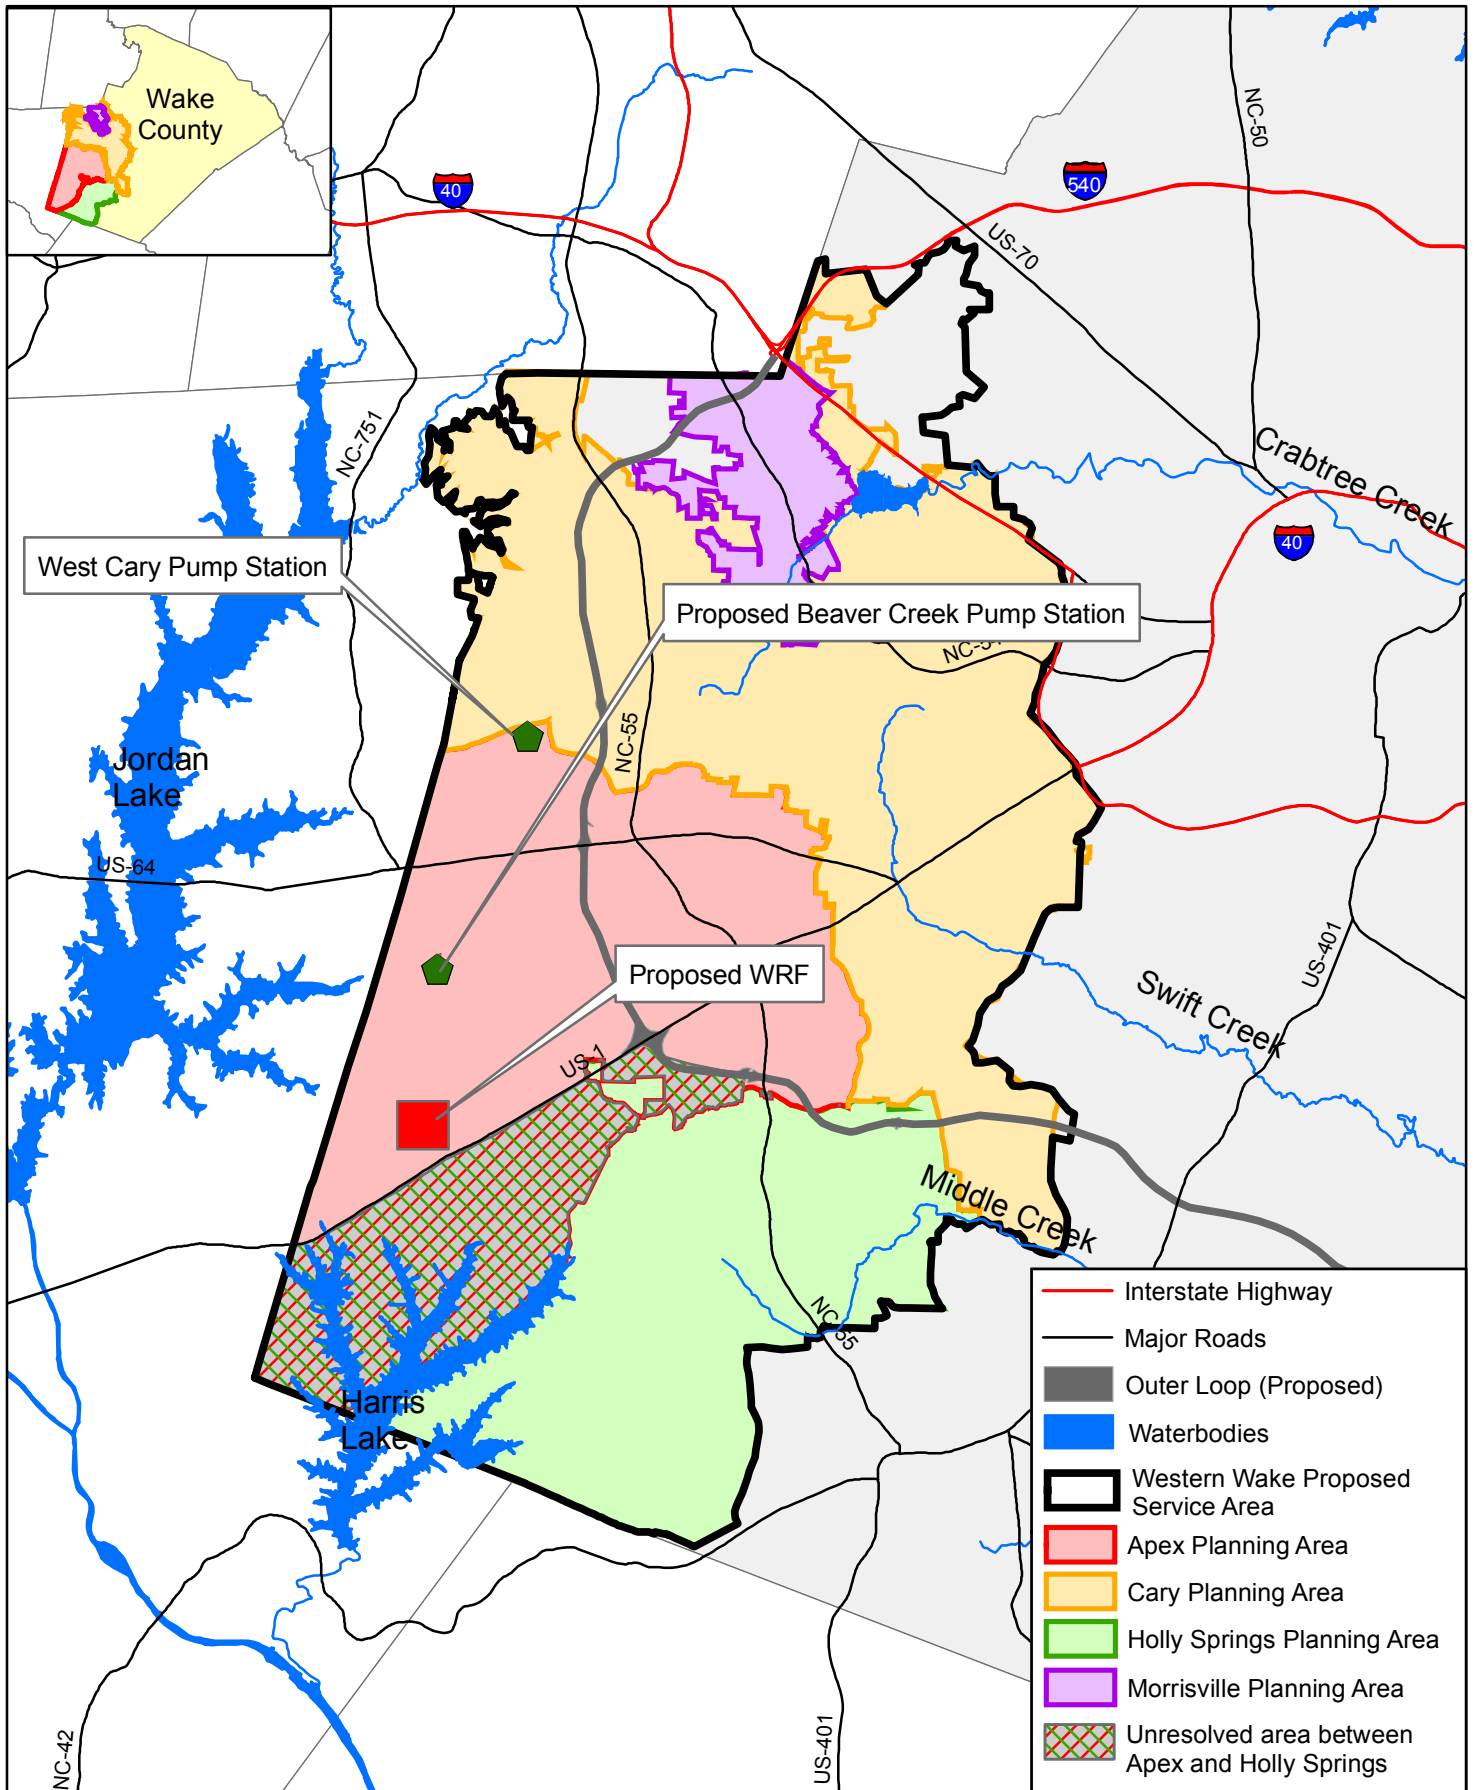 Wake
County
40
540
NC-50
US-70
NC-751
Crabtree Creek
40
West Cary Pump Station
Proposed Beaver Creek Pump Station
NC-55
Jordan
Lake
US-64
US-401
Proposed WRF
Swift Creek
US-1
Middle Creek
NC-55
Harris
Lake
Interstate Highway
Major Roads
Outer Loop (Proposed)
Waterbodies
Western Wake Proposed
Service Area
Apex Planning Area
Cary Planning Area
Holly Springs Planning Area
Morrisville Planning Area
Unresolved area between
Apex and Holly Springs
NC-42
US-401